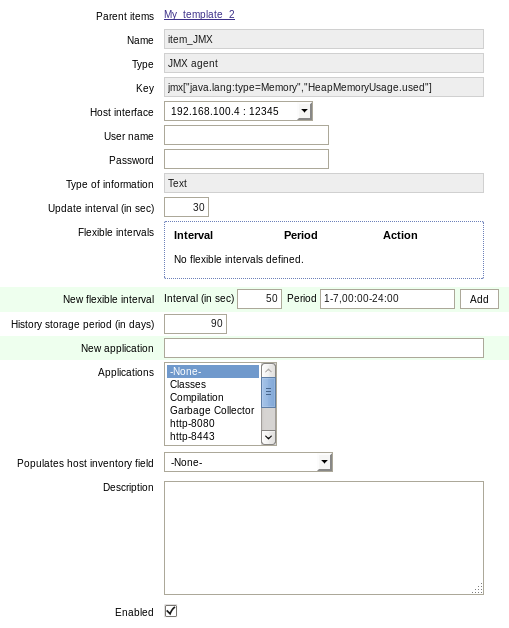 Parent items My_template_2
Name item_JMX
Type JMX agent
Key jmx["java.lang:type=Memory","HeapMemoryUsage.used"]
Host interface 192.168.100.4 : 12345
User name
Password
Type of information Text
Update interval (in sec) 30
Flexible intervals Interval Period Action
No flexible intervals defined.
New flexible interval Interval (in sec) 50 Period 1-7,00:00-24:00 Add
History storage period (in days) 90
New application
Applications -None-
Classes
Compilation
Garbage Collector
http-8080
http-8443
Populates host inventory field -None-
Description
Enabled